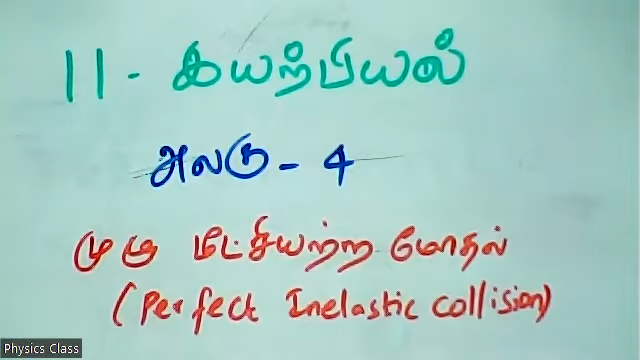 11 - இயற்பியல்
அலகு - 4
முழு மீட்சியற்ற மோதல்
(Perfect Inelastic collision)
Physics Class